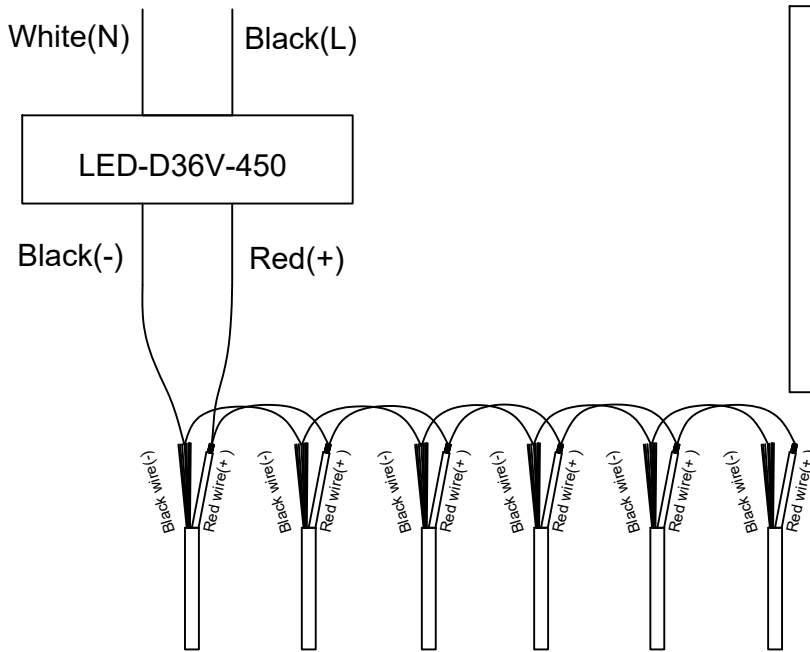 White(N)
Black(L)
LED-D36V-450
Black(-)
Red(+)
Black wire(-)
Red wire(+)
Black wire(-)
Red wire(+)
Black wire(-)
Red wire(+)
Black wire(-)
Red wire(+)
Black wire(-)
Red wire(+)
Black wire(-)
Red wire(+)